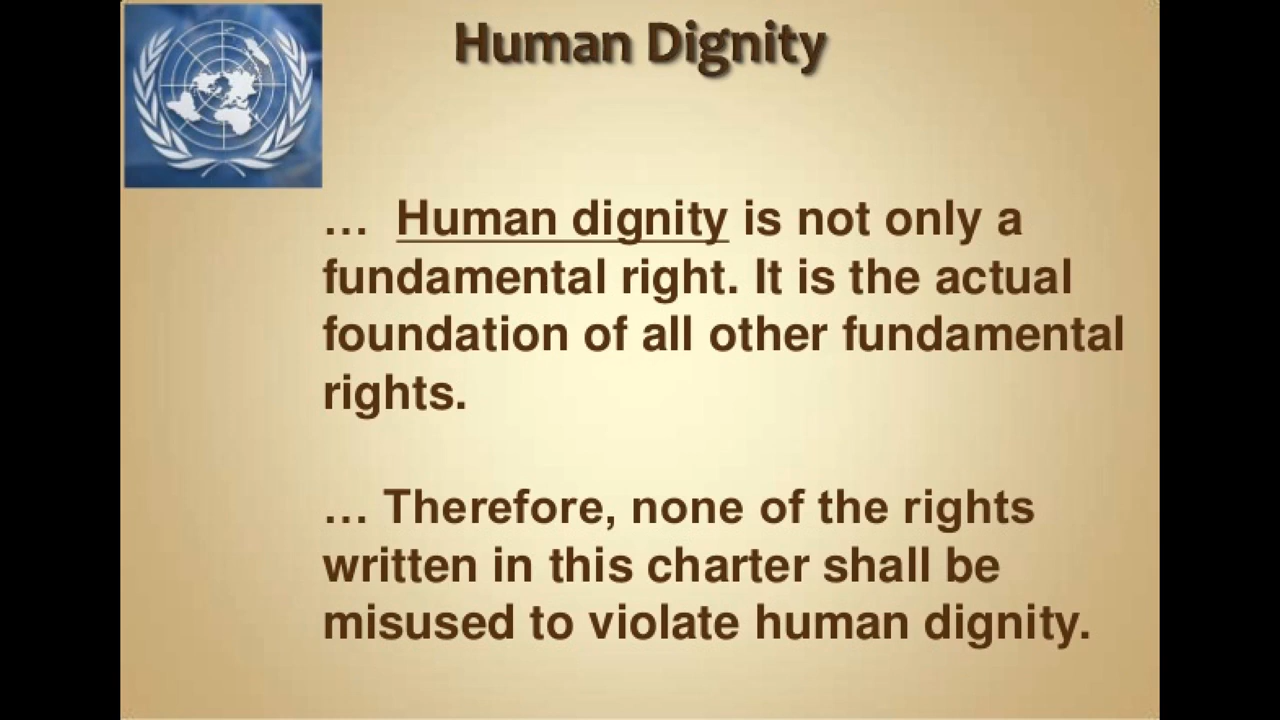 Human Dignity
… Human dignity is not only a
fundamental right. It is the actual
foundation of all other fundamental
rights.
… Therefore, none of the rights
written in this charter shall be
misused to violate human dignity.